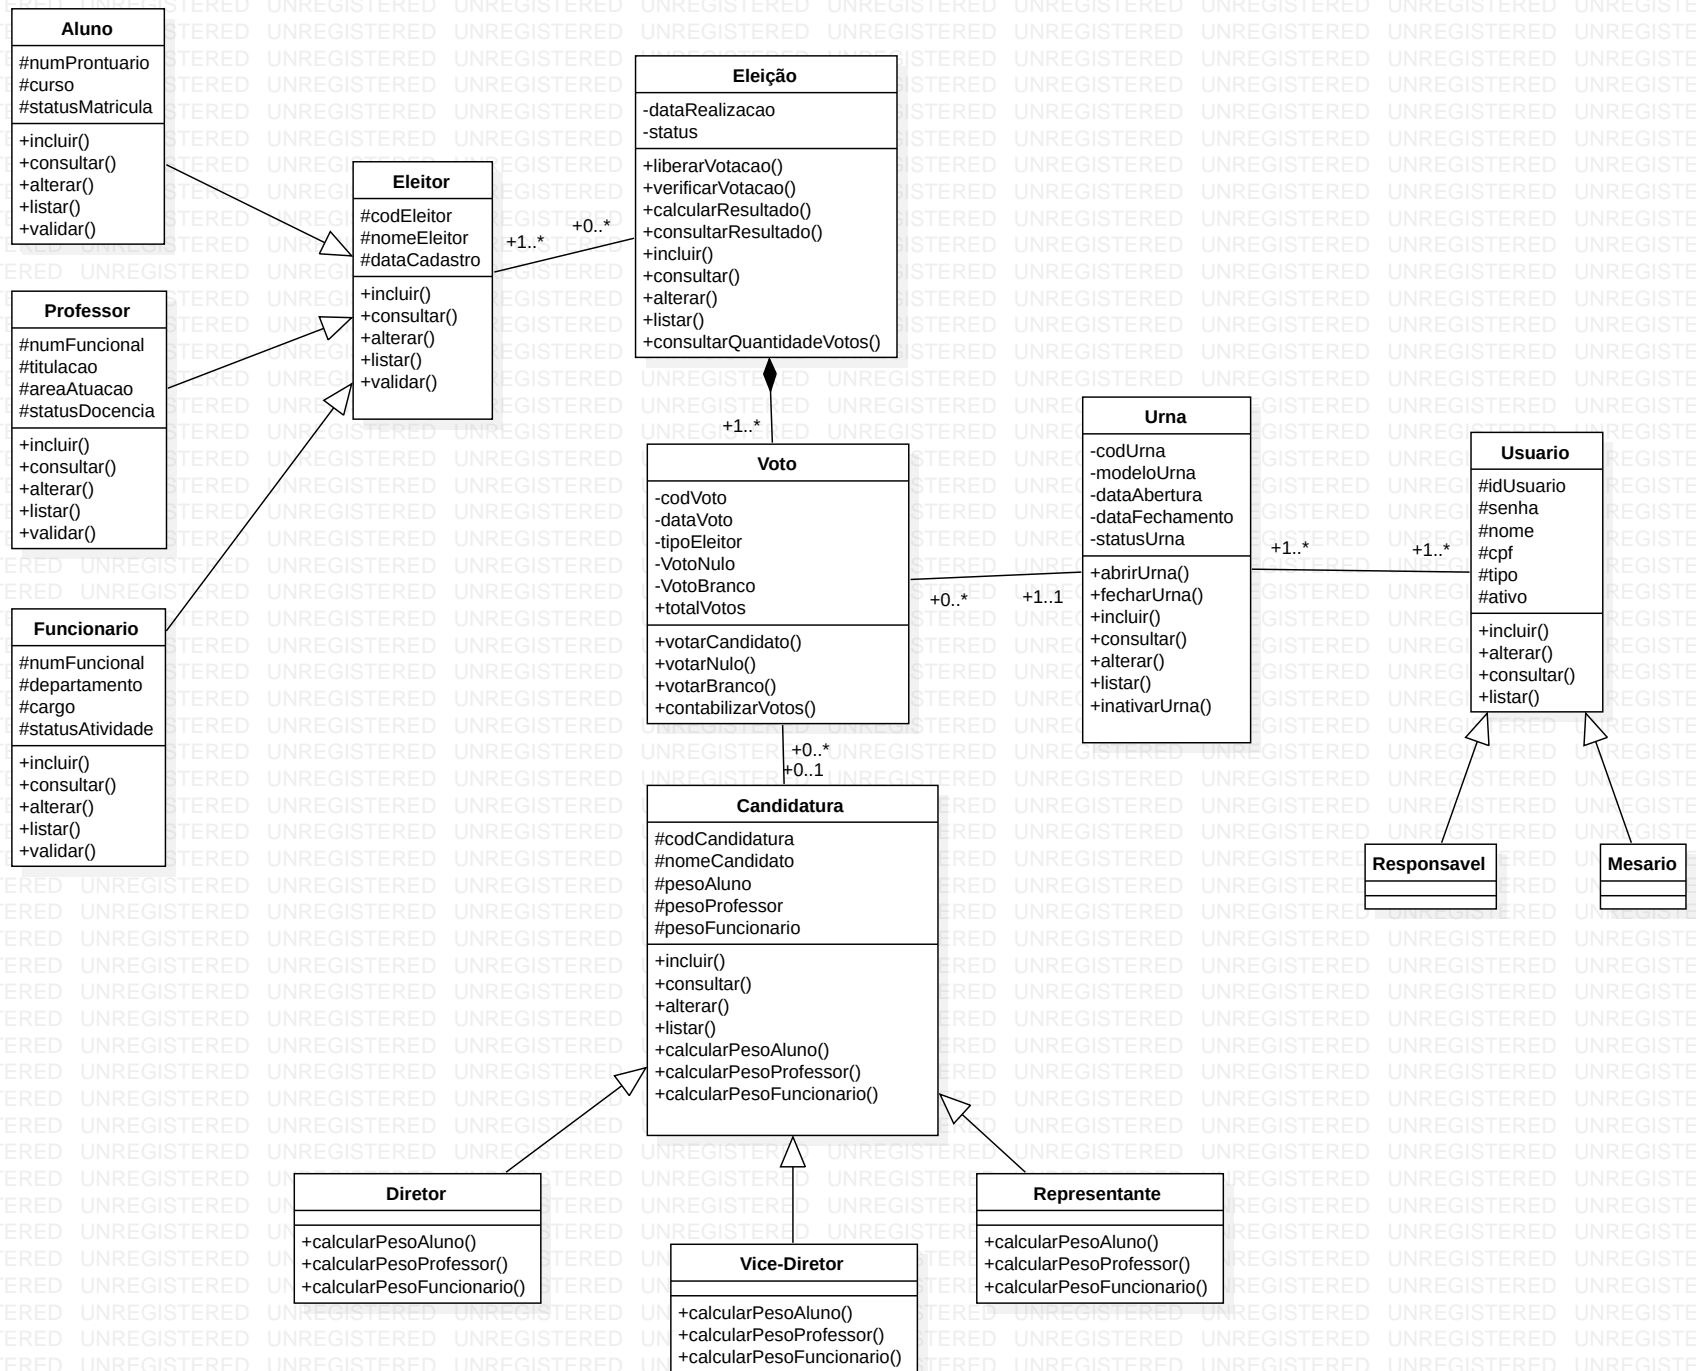 Aluno
#numProntuario
#curso
#statusMatricula
+incluir()
+consultar()
+alterar()
+listar()
+validar()
Professor
#numFuncional
#titulacao
#areaAtuacao
#statusDocencia
+incluir()
+consultar()
+alterar()
+listar()
+validar()
Funcionario
#numFuncional
#departamento
#cargo
#statusAtividade
+incluir()
+consultar()
+alterar()
+listar()
+validar()
Eleitor
#codEleitor
#nomeEleitor
#dataCadastro
+incluir()
+consultar()
+alterar()
+listar()
+validar()
+1..*
+0..*
Eleição
-dataRealizacao
-status
+liberarVotacao()
+verificarVotacao()
+calcularResultado()
+consultarResultado()
+incluir()
+consultar()
+alterar()
+listar()
+consultarQuantidadeVotos()
+1..*
Voto
-codVoto
-dataVoto
-tipoEleitor
-VotoNulo
-VotoBranco
+totalVotos
+votarCandidato()
+votarNulo()
+votarBranco()
+contabilizarVotos()
+0..*
+1..1
Urna
-codUrna
-modeloUrna
-dataAbertura
-dataFechamento
-statusUrna
+abrirUrna()
+fecharUrna()
+incluir()
+consultar()
+alterar()
+listar()
+inativarUrna()
+1..*
+1..*
Usuario
#idUsuario
#senha
#nome
#cpf
#tipo
#ativo
+incluir()
+alterar()
+consultar()
+listar()
Responsavel
Mesario
+0..*
+0..1
Candidatura
#codCandidatura
#nomeCandidato
#pesoAluno
#pesoProfessor
#pesoFuncionario
+incluir()
+consultar()
+alterar()
+listar()
+calcularPesoAluno()
+calcularPesoProfessor()
+calcularPesoFuncionario()
Diretor
+calcularPesoAluno()
+calcularPesoProfessor()
+calcularPesoFuncionario()
Vice-Diretor
+calcularPesoAluno()
+calcularPesoProfessor()
+calcularPesoFuncionario()
Representante
+calcularPesoAluno()
+calcularPesoProfessor()
+calcularPesoFuncionario()
UNREGISTERED